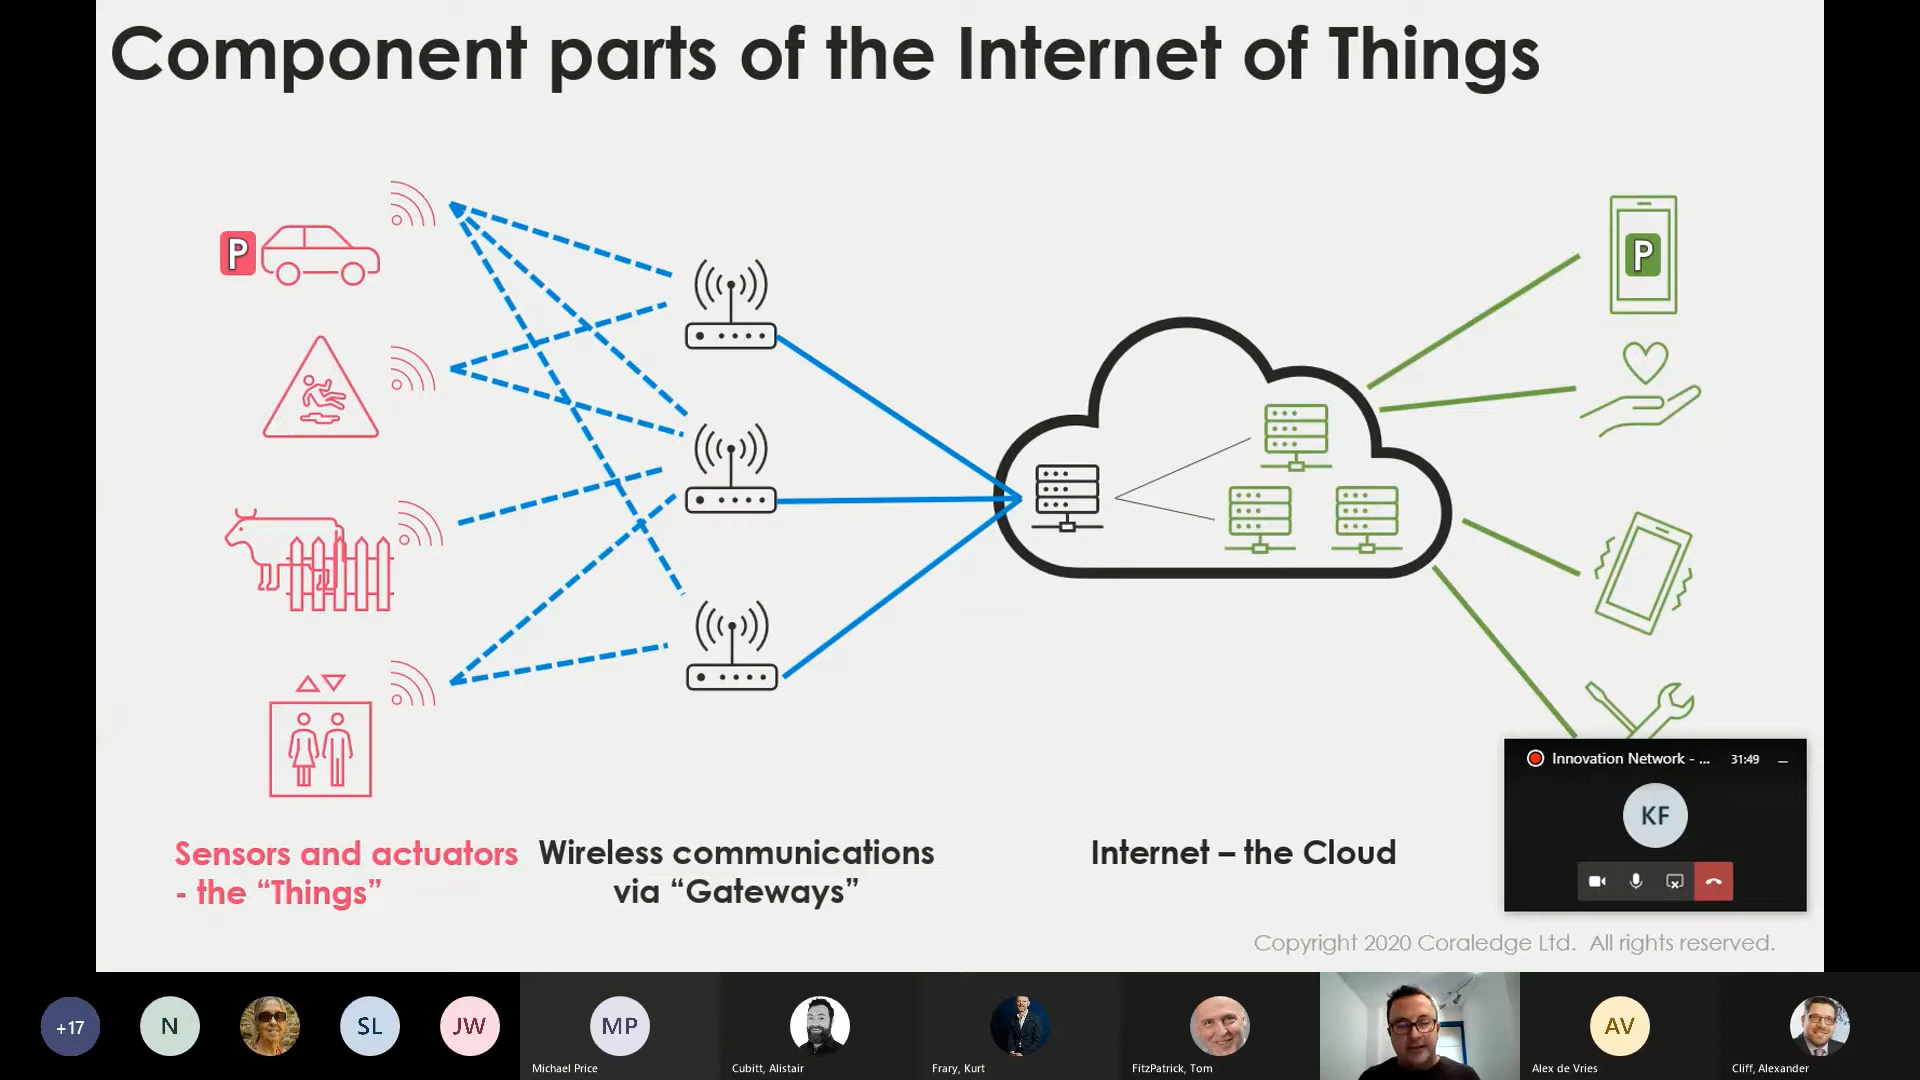 Component parts of the Internet of Things
P
P
Sensors and actuators
- the “Things”
Wireless communications
via “Gateways”
Internet – the Cloud
Innovation Network - ...
31:49
KF
Copyright 2020 Coraledge Ltd. All rights reserved.
+17
N
SL
JW
MP
AV
Michael Price
Cubitt, Alistair
Frary, Kurt
FitzPatrick, Tom
Alex de Vries
Cliff, Alexander